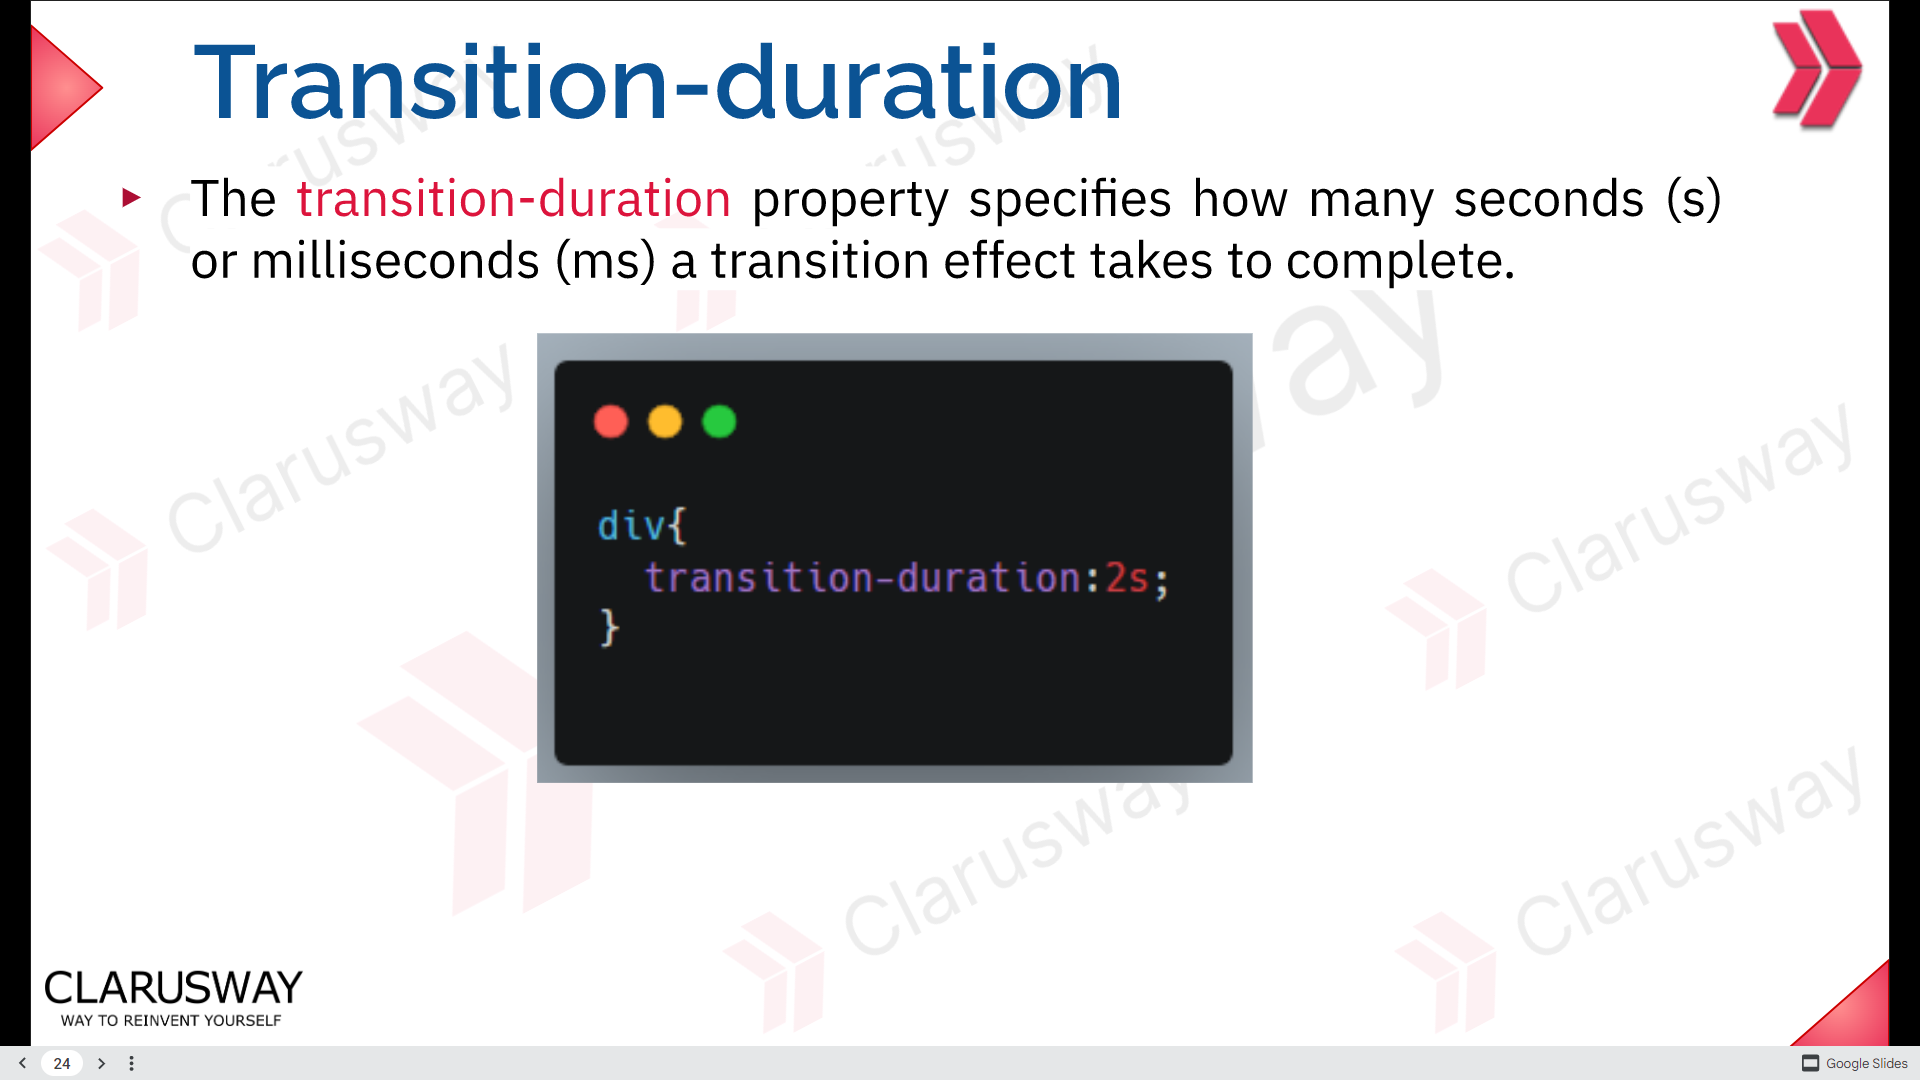 Transition-duration
The transition-duration property specifies how many seconds (s)
or milliseconds (ms) a transition effect takes to complete.
div{
transition-duration:2s;
}
Clarusway
Clarusway
Clarusway
Clarusway
CLARUSWAY
WAY TO REINVENT YOURSELF
24
Google Slides